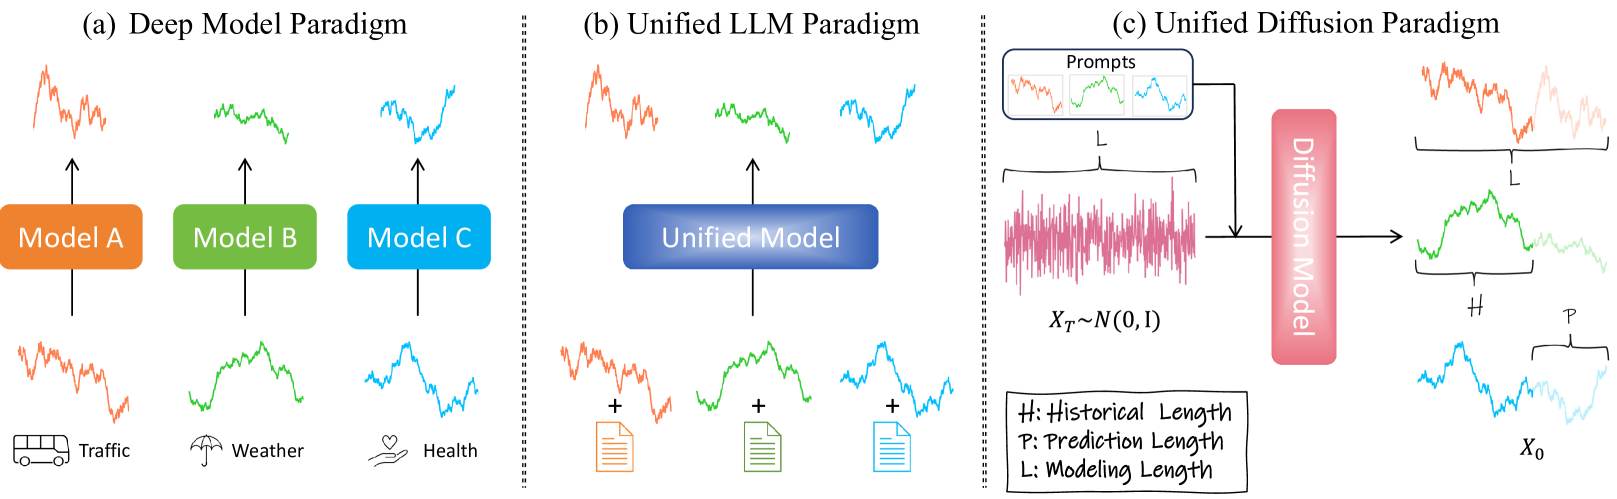 (a) Deep Model Paradigm
Model A
Model B
Model C
Traffic
Weather
Health
(b) Unified LLM Paradigm
Unified Model
+
+
+
(c) Unified Diffusion Paradigm
Prompts
L
X_T~N(0, I)
Diffusion Model
L
H
P
X_0
H: Historical Length
P: Prediction Length
L: Modeling Length